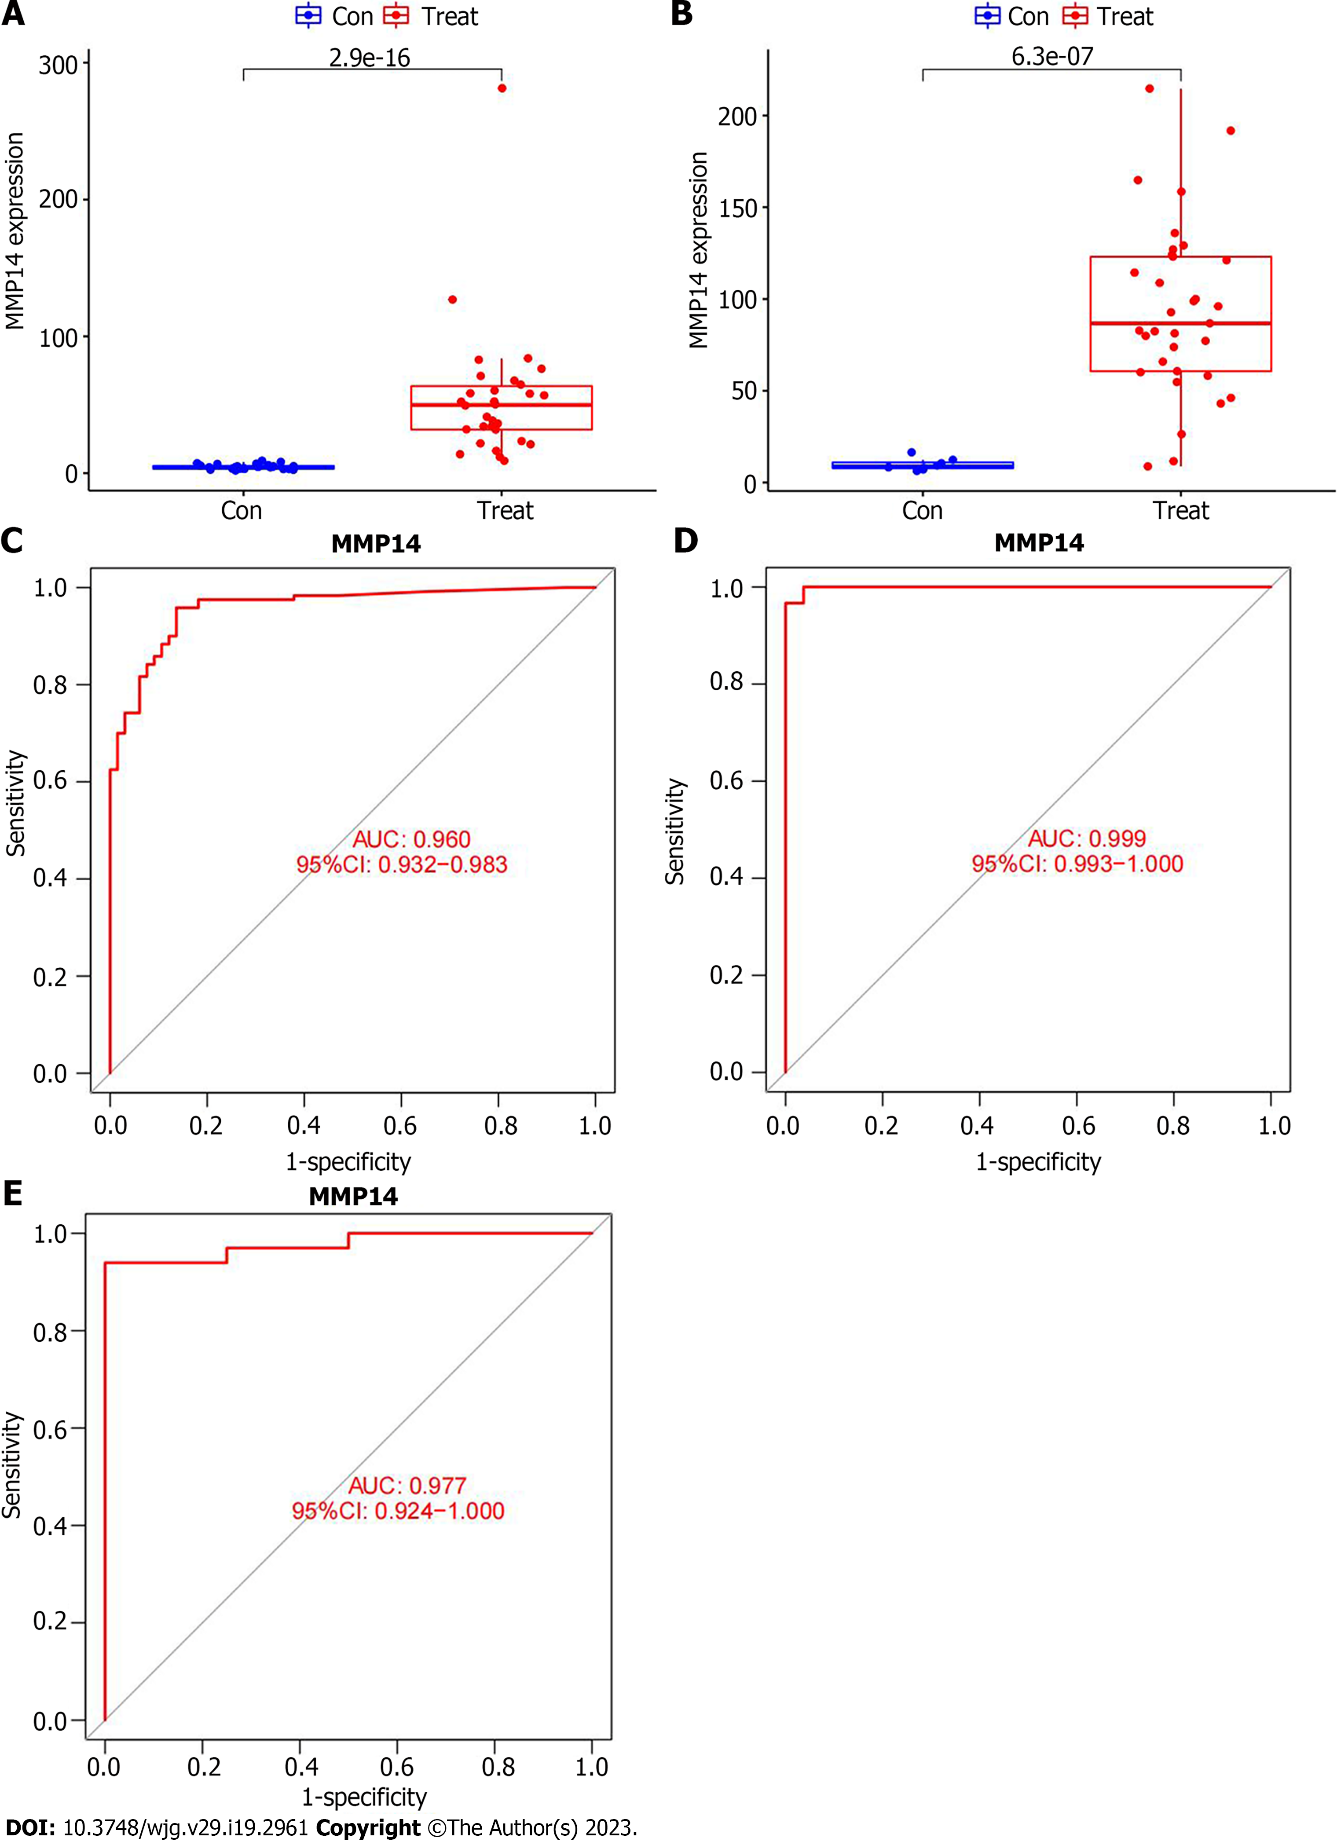 A
Con Treat
2.9e-16
300
200
100
0
MMP14 expression
Con Treat
B
Con Treat
6.3e-07
200
150
100
50
0
MMP14 expression
Con Treat
C
MMP14
1.0
0.8
0.6
0.4
0.2
0.0
Sensitivity
AUC: 0.960
95%CI: 0.932−0.983
0.0 0.2 0.4 0.6 0.8 1.0
1-specificity
D
MMP14
1.0
0.8
0.6
0.4
0.2
0.0
Sensitivity
AUC: 0.999
95%CI: 0.993−1.000
0.0 0.2 0.4 0.6 0.8 1.0
1-specificity
E
MMP14
1.0
0.8
0.6
0.4
0.2
0.0
Sensitivity
AUC: 0.977
95%CI: 0.924−1.000
0.0 0.2 0.4 0.6 0.8 1.0
1-specificity
DOI: 10.3748/wjg.v29.i19.2961 Copyright ©The Author(s) 2023.